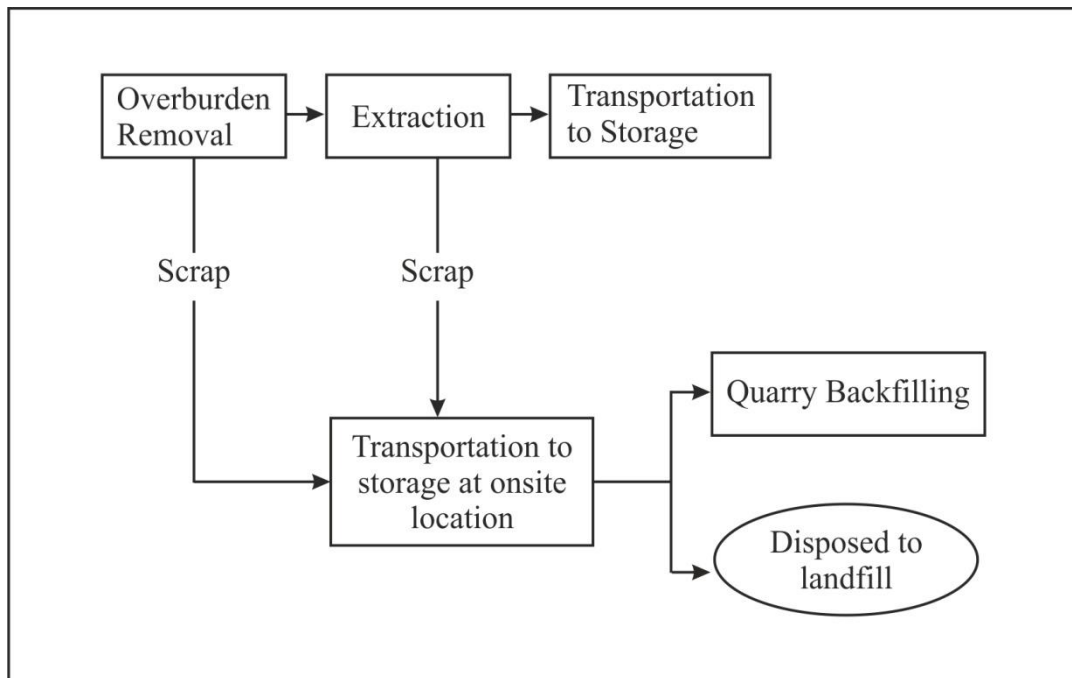 Overburden
Removal
Extraction
Transportation
to Storage
Scrap
Scrap
Transportation to
storage at onsite
location
Quarry Backfilling
Disposed to
landfill